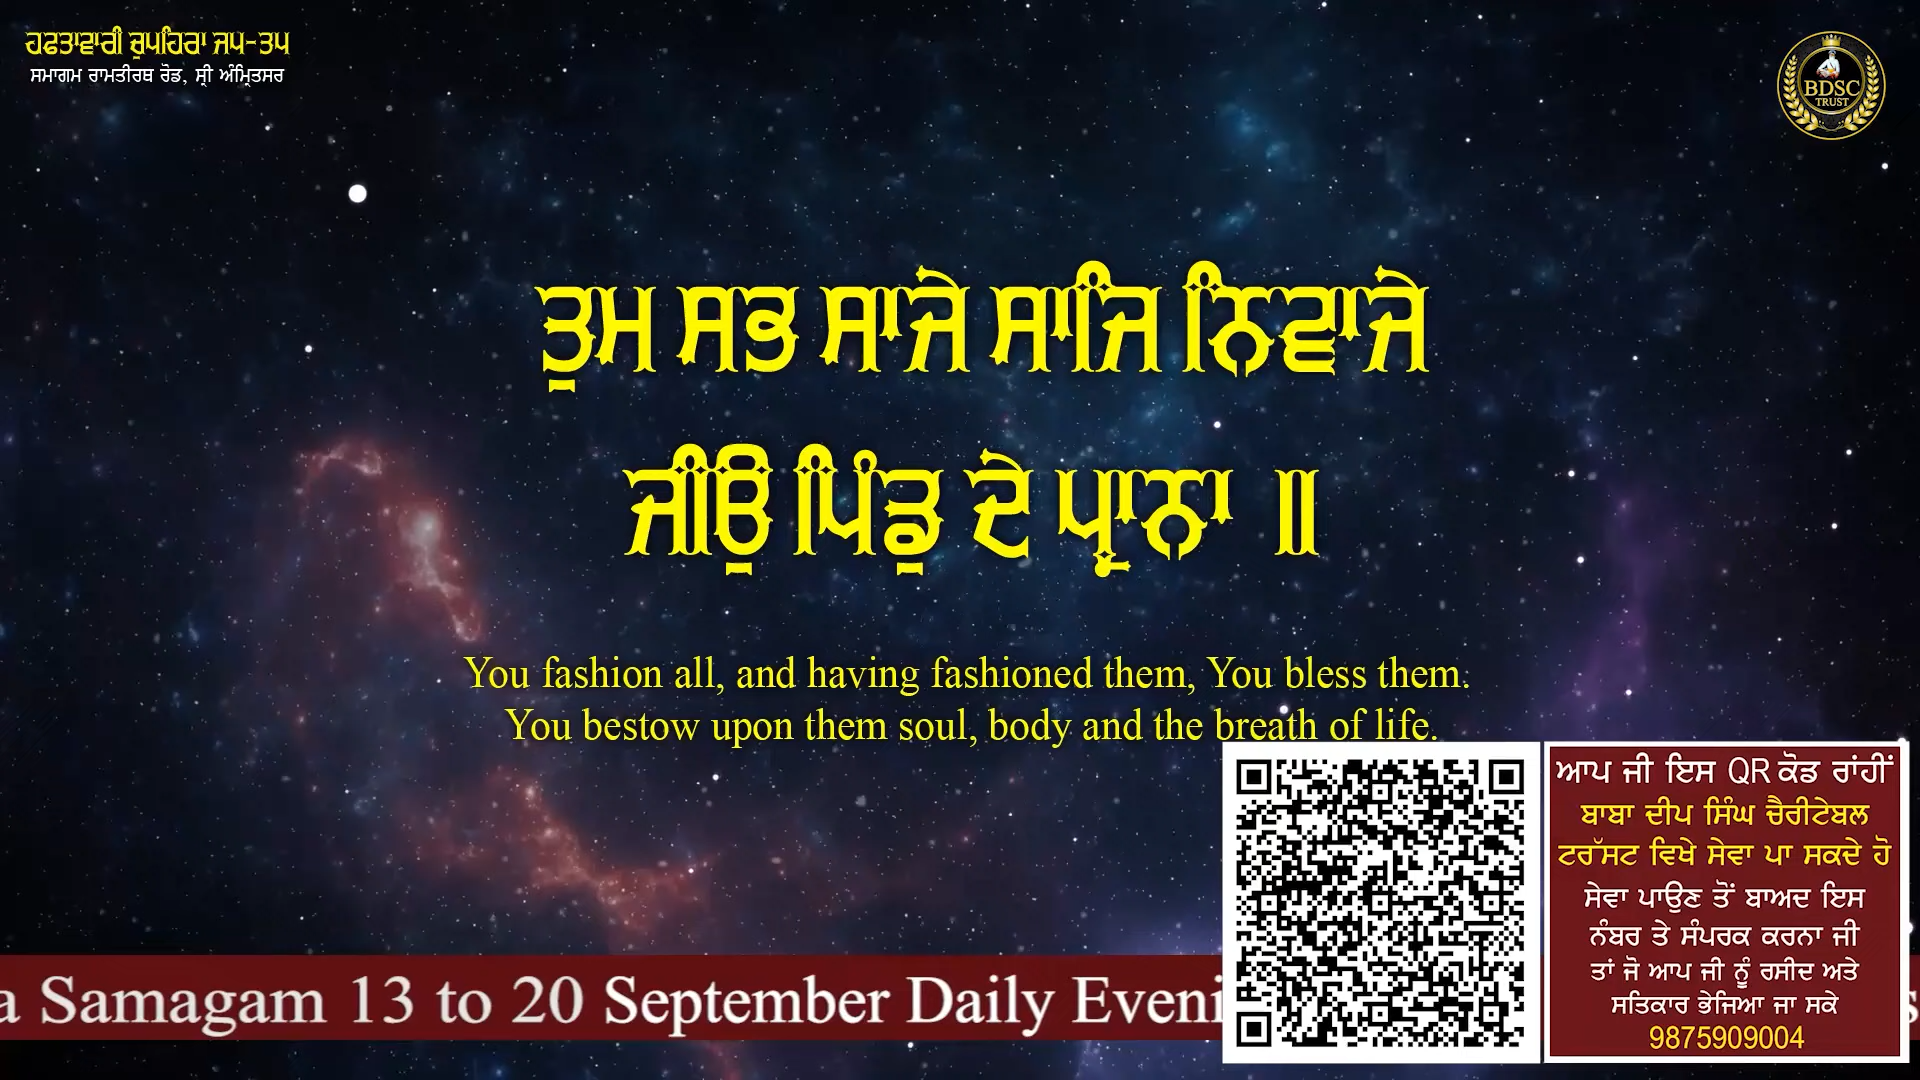 ਹਫਤਾਵਾਰੀ ਚੁਪਹਿਰਾ ਜਪ-ਤਪ
ਸਮਾਗਮ ਰਾਮਤੀਰਥ ਰੋਡ, ਸ੍ਰੀ ਅੰਮ੍ਰਿਤਸਰ
BDSC
TRUST
ਤੁਮ ਸਭ ਸਾਜੇ ਸਾਜਿ ਨਿਵਾਜੇ
ਜੀਉ ਪਿੰਡੁ ਦੇ ਪ੍ਰਾਨਾ ॥
You fashion all, and having fashioned them, You bless them.
You bestow upon them soul, body and the breath of life.
ਆਪ ਜੀ ਇਸ QR ਕੋਡ ਰਾਂਹੀਂ
ਬਾਬਾ ਦੀਪ ਸਿੰਘ ਚੈਰੀਟੇਬਲ
ਟਰੱਸਟ ਵਿਖੇ ਸੇਵਾ ਪਾ ਸਕਦੇ ਹੋ
ਸੇਵਾ ਪਾਉਣ ਤੋਂ ਬਾਅਦ ਇਸ
ਨੰਬਰ ਤੇ ਸੰਪਰਕ ਕਰਨਾ ਜੀ
ਤਾਂ ਜੋ ਆਪ ਜੀ ਨੂੰ ਰਸੀਦ ਅਤੇ
ਸਤਿਕਾਰ ਭੇਜਿਆ ਜਾ ਸਕੇ
9875909004
a Samagam 13 to 20 September Daily Eveni